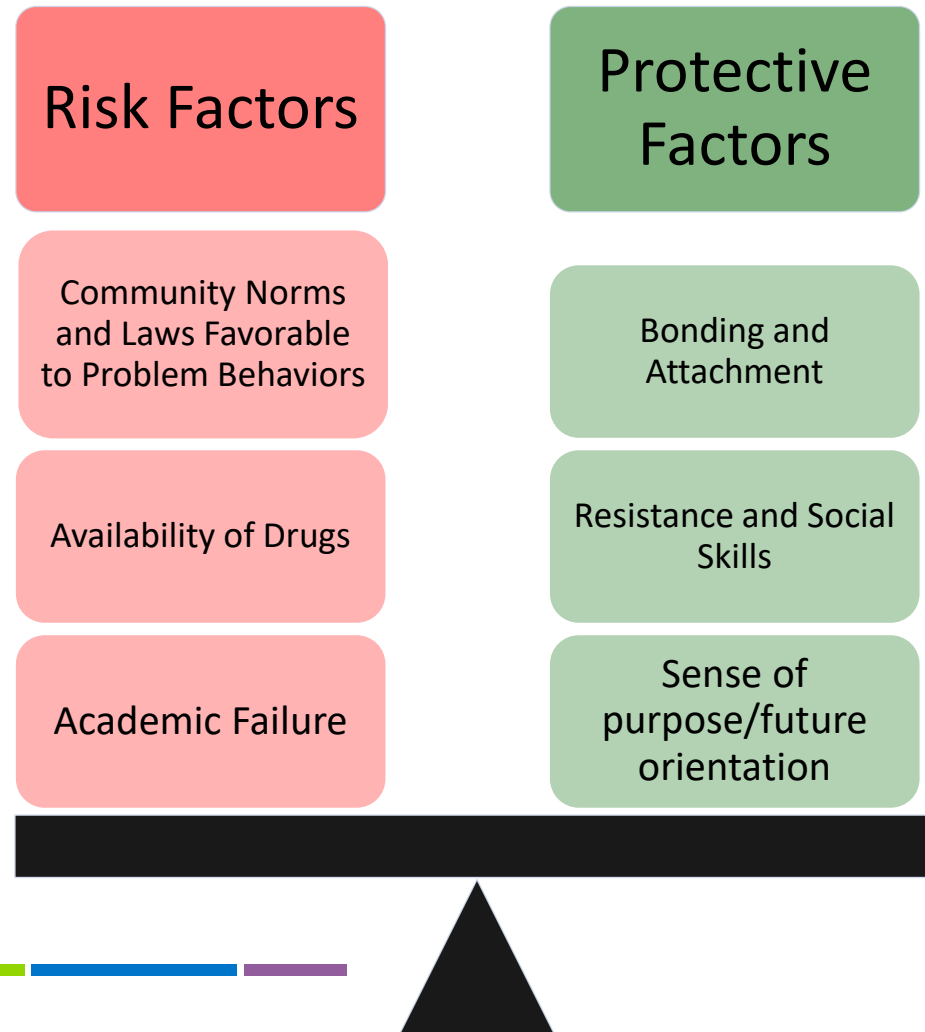 Risk Factors
Community Norms
and Laws Favorable
to Problem Behaviors
Availability of Drugs
Academic Failure
Protective
Factors
Bonding and
Attachment
Resistance and Social
Skills
Sense of
purpose/future
orientation